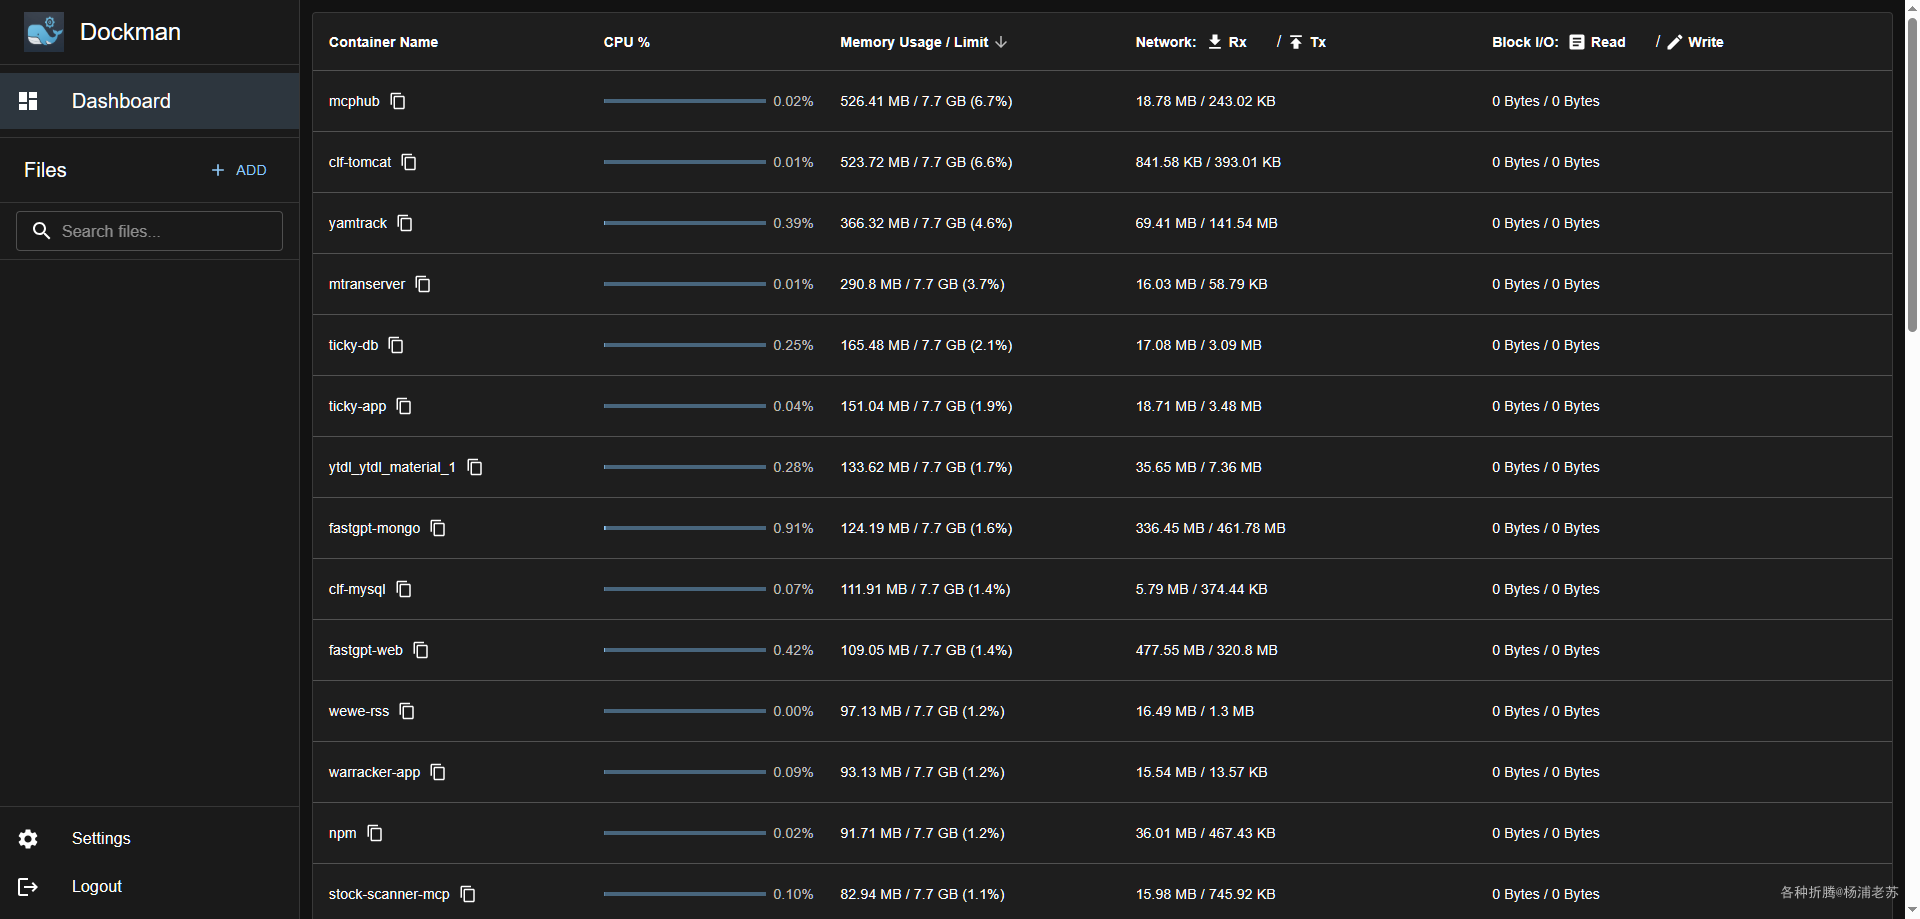 Dockman
Dashboard
Files
ADD
Search files...
Settings
Logout
Container Name CPU % Memory Usage / Limit Network: Rx / Tx Block I/O: Read / Write
mcphub 0.02% 526.41 MB / 7.7 GB (6.7%) 18.78 MB / 243.02 KB 0 Bytes / 0 Bytes
clf-tomcat 0.01% 523.72 MB / 7.7 GB (6.6%) 841.58 KB / 393.01 KB 0 Bytes / 0 Bytes
yamtrack 0.39% 366.32 MB / 7.7 GB (4.6%) 69.41 MB / 141.54 MB 0 Bytes / 0 Bytes
mtranserver 0.01% 290.8 MB / 7.7 GB (3.7%) 16.03 MB / 58.79 KB 0 Bytes / 0 Bytes
ticky-db 0.25% 165.48 MB / 7.7 GB (2.1%) 17.08 MB / 3.09 MB 0 Bytes / 0 Bytes
ticky-app 0.04% 151.04 MB / 7.7 GB (1.9%) 18.71 MB / 3.48 MB 0 Bytes / 0 Bytes
ytdl_ytdl_material_1 0.28% 133.62 MB / 7.7 GB (1.7%) 35.65 MB / 7.36 MB 0 Bytes / 0 Bytes
fastgpt-mongo 0.91% 124.19 MB / 7.7 GB (1.6%) 336.45 MB / 461.78 MB 0 Bytes / 0 Bytes
clf-mysql 0.07% 111.91 MB / 7.7 GB (1.4%) 5.79 MB / 374.44 KB 0 Bytes / 0 Bytes
fastgpt-web 0.42% 109.05 MB / 7.7 GB (1.4%) 477.55 MB / 320.8 MB 0 Bytes / 0 Bytes
wewe-rss 0.00% 97.13 MB / 7.7 GB (1.2%) 16.49 MB / 1.3 MB 0 Bytes / 0 Bytes
warracker-app 0.09% 93.13 MB / 7.7 GB (1.2%) 15.54 MB / 13.57 KB 0 Bytes / 0 Bytes
npm 0.02% 91.71 MB / 7.7 GB (1.2%) 36.01 MB / 467.43 KB 0 Bytes / 0 Bytes
stock-scanner-mcp 0.10% 82.94 MB / 7.7 GB (1.1%) 15.98 MB / 745.92 KB 0 Bytes / 0 Bytes
各种折腾@杨浦老苏